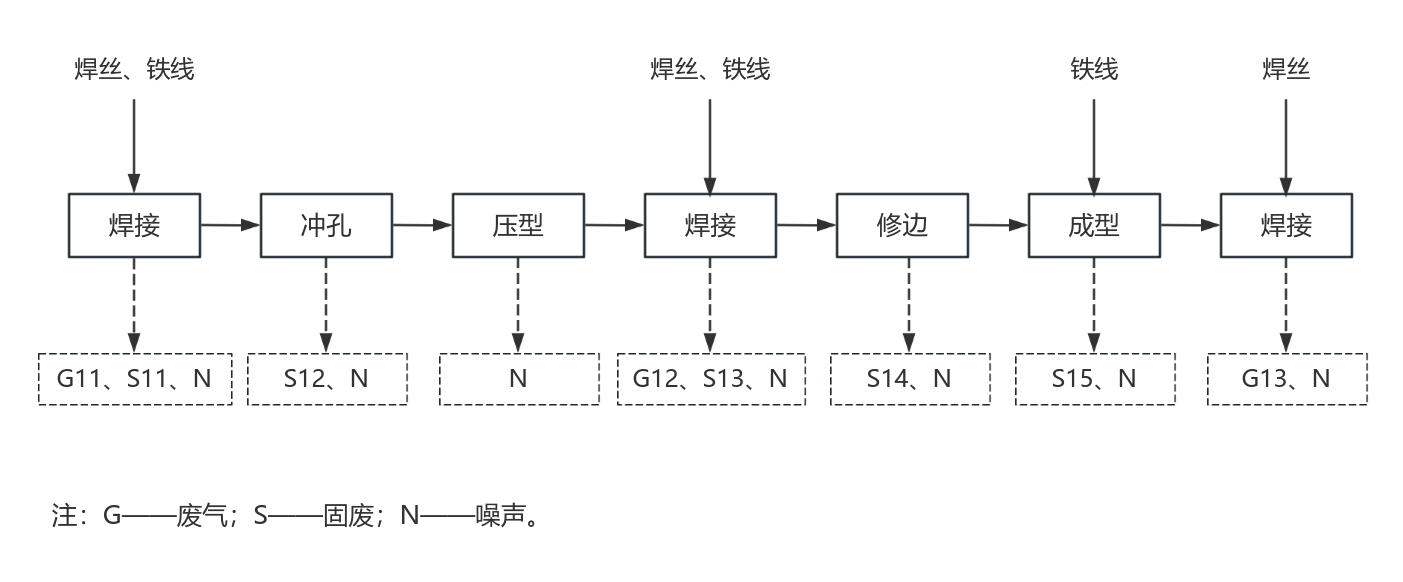 焊丝、铁线 焊丝、铁线 铁线 焊丝
焊接 冲孔 压型 焊接 修边 成型 焊接
G11、S11、N S12、N N G12、S13、N S14、N S15、N G13、N
注：G——废气；S——固废；N——噪声。